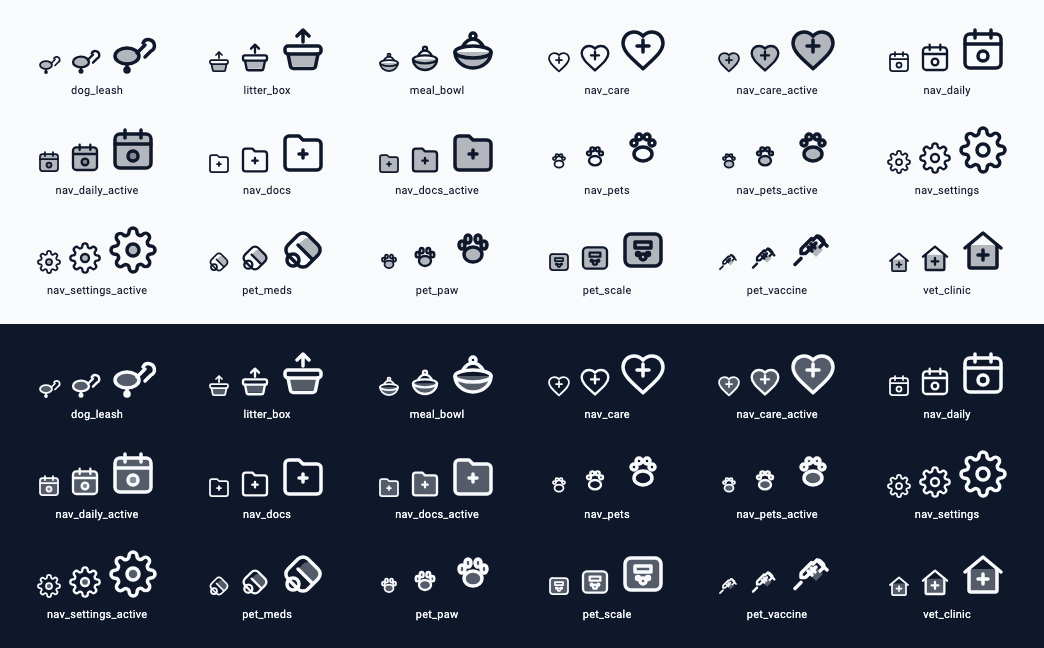 dog_leash litter_box meal_bowl nav_care nav_care_active nav_daily
nav_daily_active nav_docs nav_docs_active nav_pets nav_pets_active nav_settings
nav_settings_active pet_meds pet_paw pet_scale pet_vaccine vet_clinic
dog_leash litter_box meal_bowl nav_care nav_care_active nav_daily
nav_daily_active nav_docs nav_docs_active nav_pets nav_pets_active nav_settings
nav_settings_active pet_meds pet_paw pet_scale pet_vaccine vet_clinic